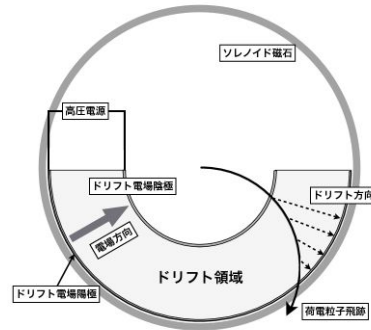 ソレノイド磁石
高圧電源
ドリフト電場陰極
ドリフト方向
電場方向
ドリフト領域
ドリフト電場陽極
荷電粒子飛跡